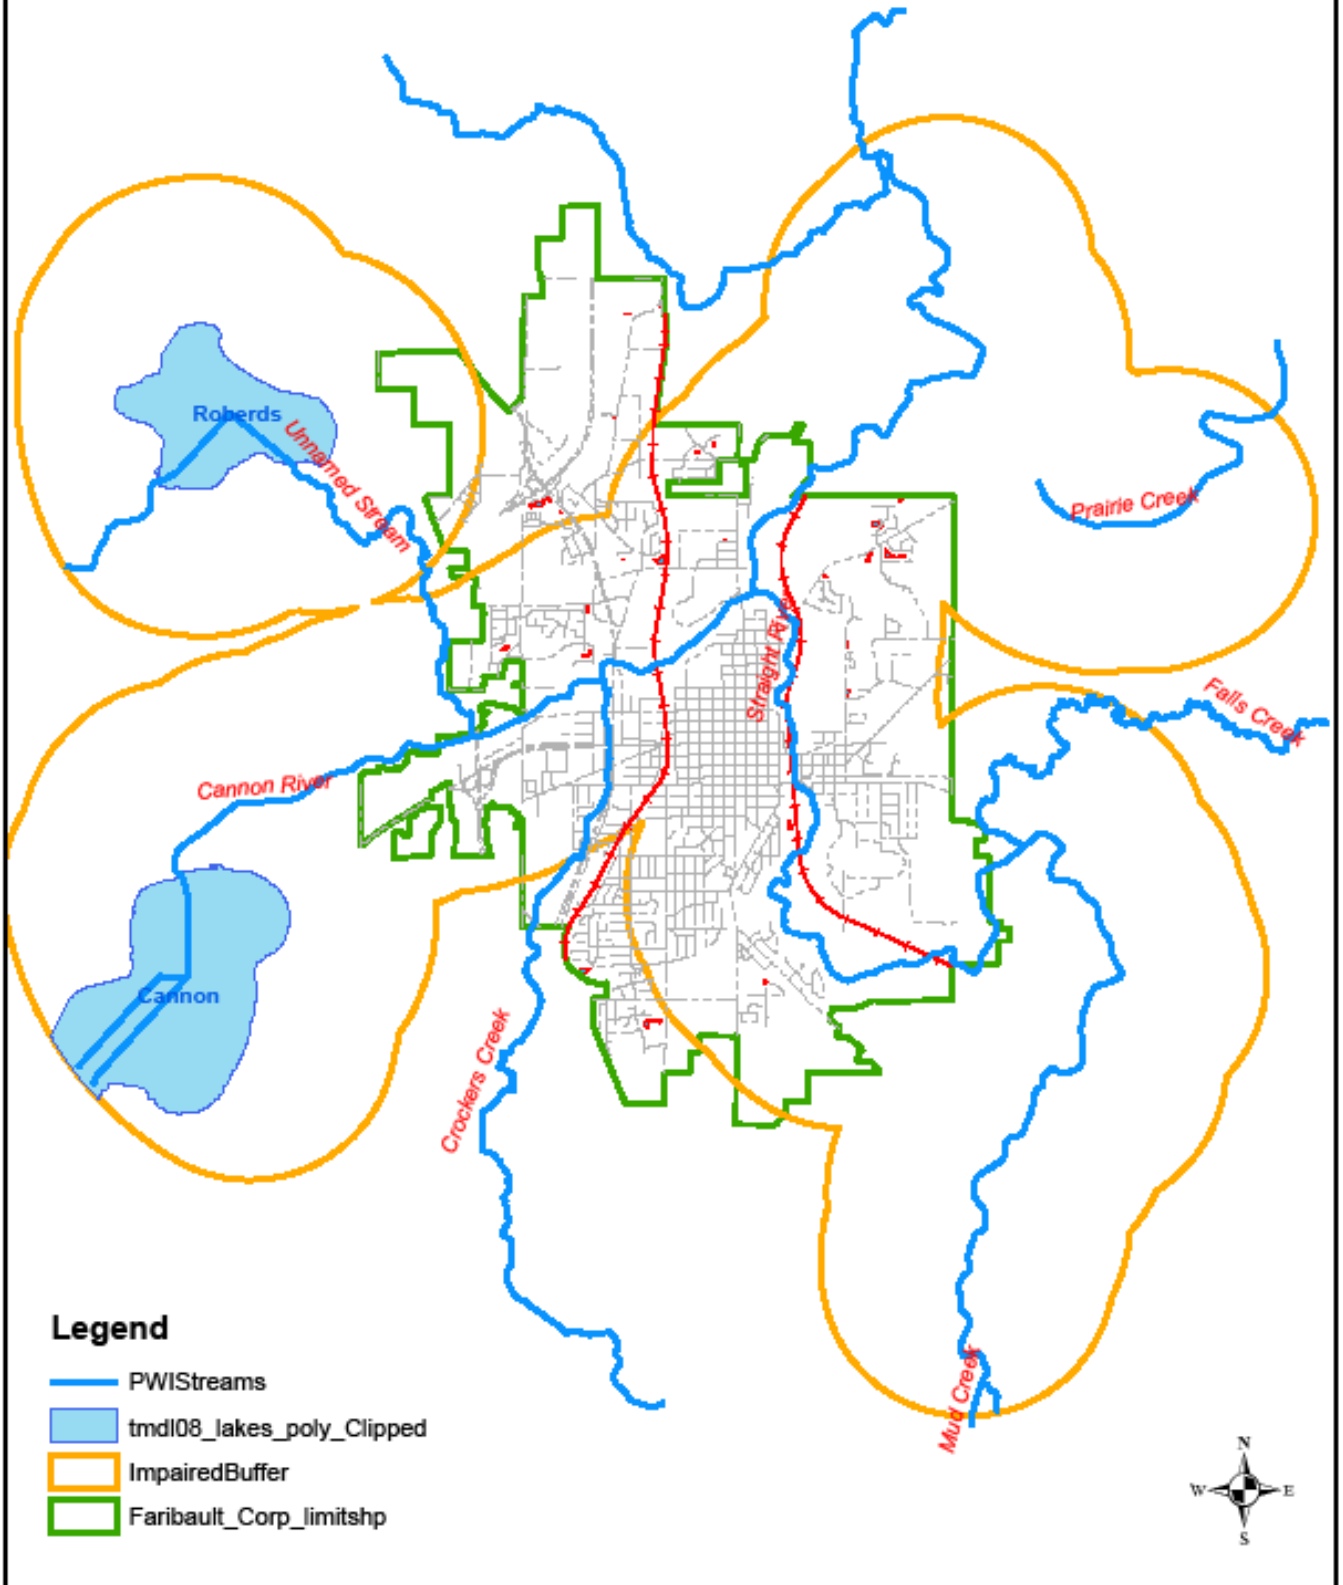 Roberds
Unnamed Stream
Prairie Creek
Straight River
Falls Creek
Cannon River
Cannon
Crockers Creek
Mud Creek
Legend
PWIStreams
tmdl08_lakes_poly_Clipped
ImpairedBuffer
Faribault_Corp_limitshp
N
W E
S